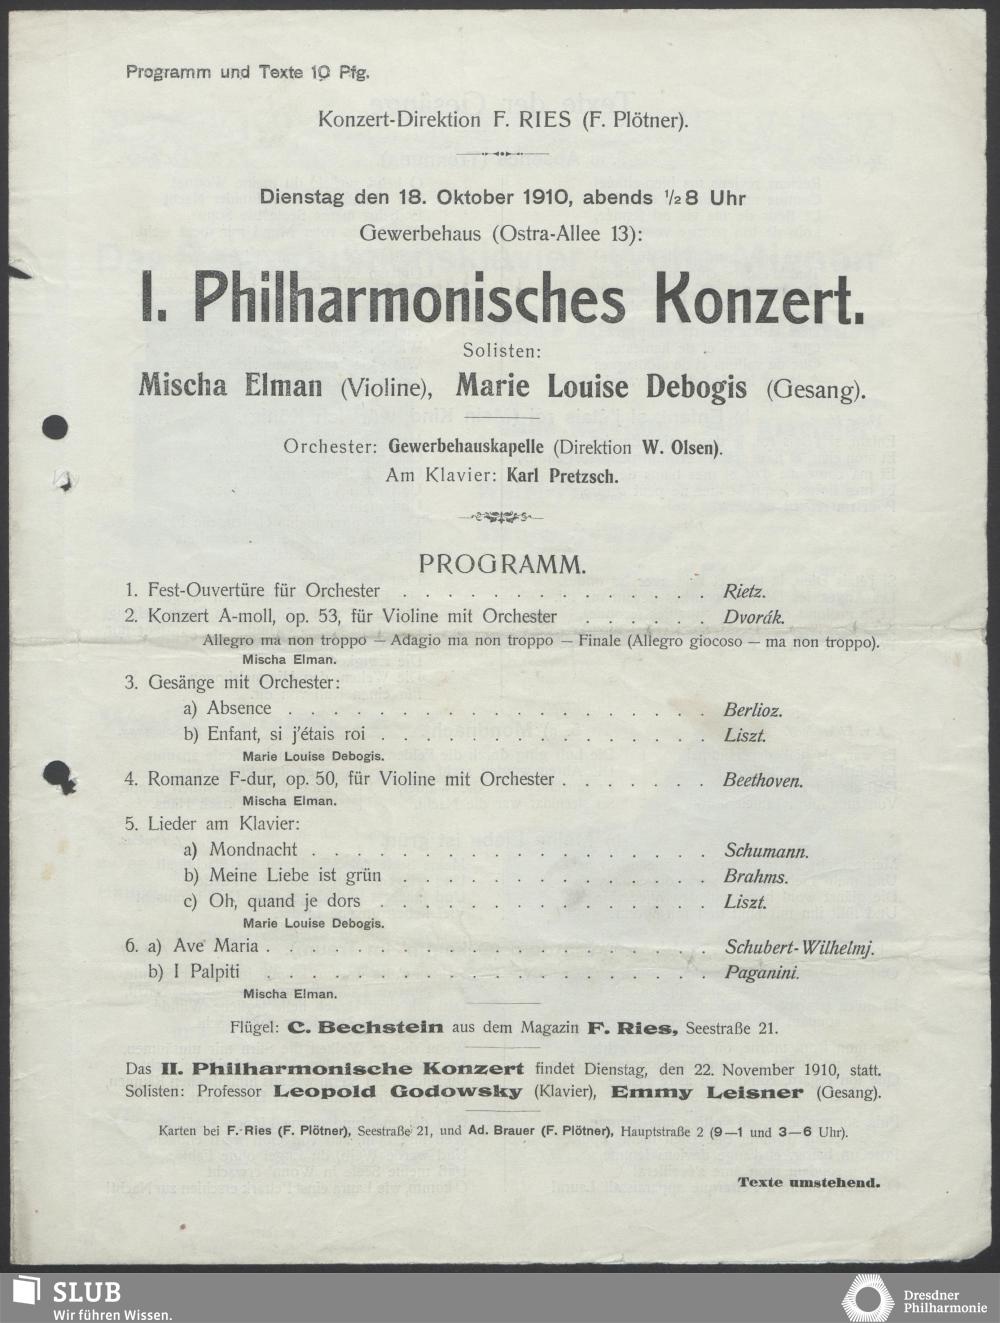 Programm und Texte 10 Pfg.
Konzert-Direktion F. RIES (F. Plötner).
Dienstag den 18. Oktober 1910, abends ½8 Uhr
Gewerbehaus (Ostra-Allee 13):
I. Philharmonisches Konzert.
Solisten:
Mischa Elman (Violine), Marie Louise Debogis (Gesang).
Orchester: Gewerbehauskapelle (Direktion W. Olsen).
Am Klavier: Karl Pretzsch.
PROGRAMM.
1. Fest-Ouvertüre für Orchester . . . . . . . . . . . Rietz.
2. Konzert A-moll, op. 53, für Violine mit Orchester . . . . . . Dvorák.
Allegro ma non troppo — Adagio ma non troppo — Finale (Allegro giocoso — ma non troppo).
Mischa Elman.
3. Gesänge mit Orchester:
a) Absence . . . . . . . . . . . . . . . Berlioz.
b) Enfant, si j'étais roi . . . . . . . . . . . . Liszt.
Marie Louise Debogis.
4. Romanze F-dur, op. 50, für Violine mit Orchester . . . . . . Beethoven.
Mischa Elman.
5. Lieder am Klavier:
a) Mondnacht . . . . . . . . . . . . . . Schumann.
b) Meine Liebe ist grün . . . . . . . . . . . Brahms.
c) Oh, quand je dors . . . . . . . . . . . . Liszt.
Marie Louise Debogis.
6. a) Ave Maria . . . . . . . . . . . . . . . Schubert-Wilhelmj.
b) I Palpiti . . . . . . . . . . . . . . . Paganini.
Mischa Elman.
Flügel: C. Bechstein aus dem Magazin F. Ries, Seestraße 21.
Das II. Philharmonische Konzert findet Dienstag, den 22. November 1910, statt.
Solisten: Professor Leopold Godowsky (Klavier), Emmy Leisner (Gesang).
Karten bei F. Ries (F. Plötner), Seestraße 21, und Ad. Brauer (F. Plötner), Hauptstraße 2 (9—1 und 3—6 Uhr).
Texte umstehend.
SLUB
Wir führen Wissen.
Dresdner
Philharmonie